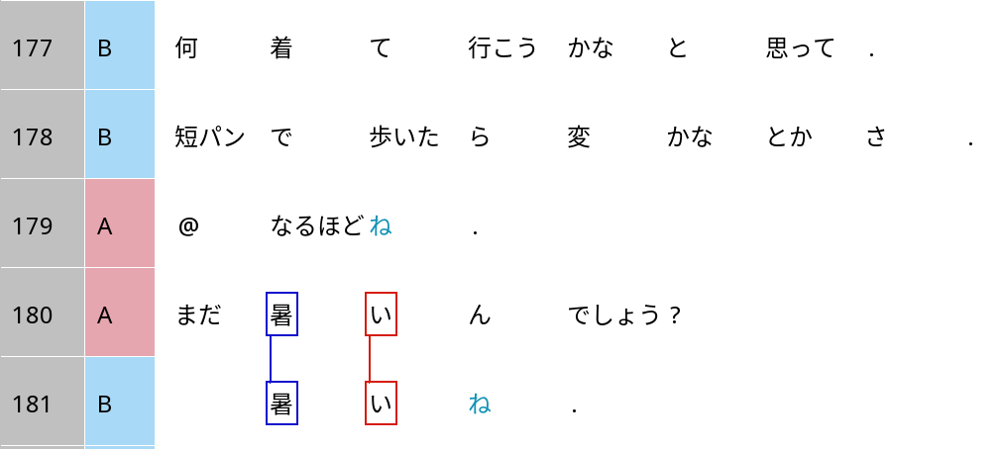 177 B 何 着 て 行こう かな と 思って .
178 B 短パン で 歩いた ら 変 かな とか さ .
179 A @ なるほど ね .
180 A まだ 暑 い ん でしょう ?
181 B 暑 い ね .